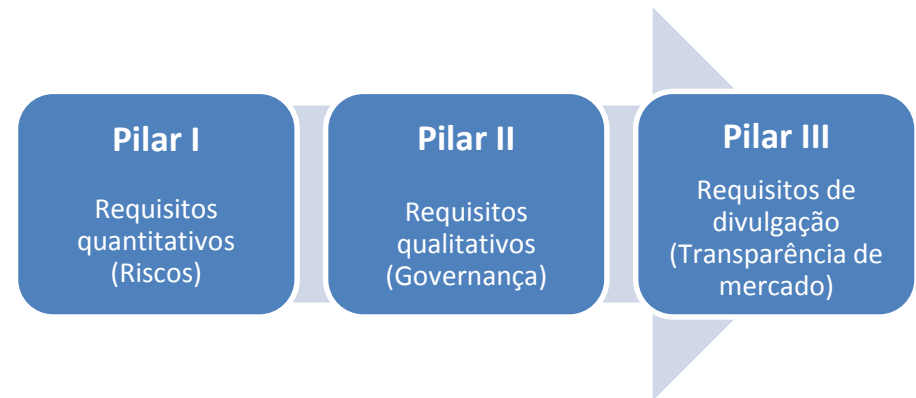 Pilar I
Requisitos
quantitativos
(Riscos)
Pilar II
Requisitos
qualitativos
(Governança)
Pilar III
Requisitos de
divulgação
(Transparência de
mercado)